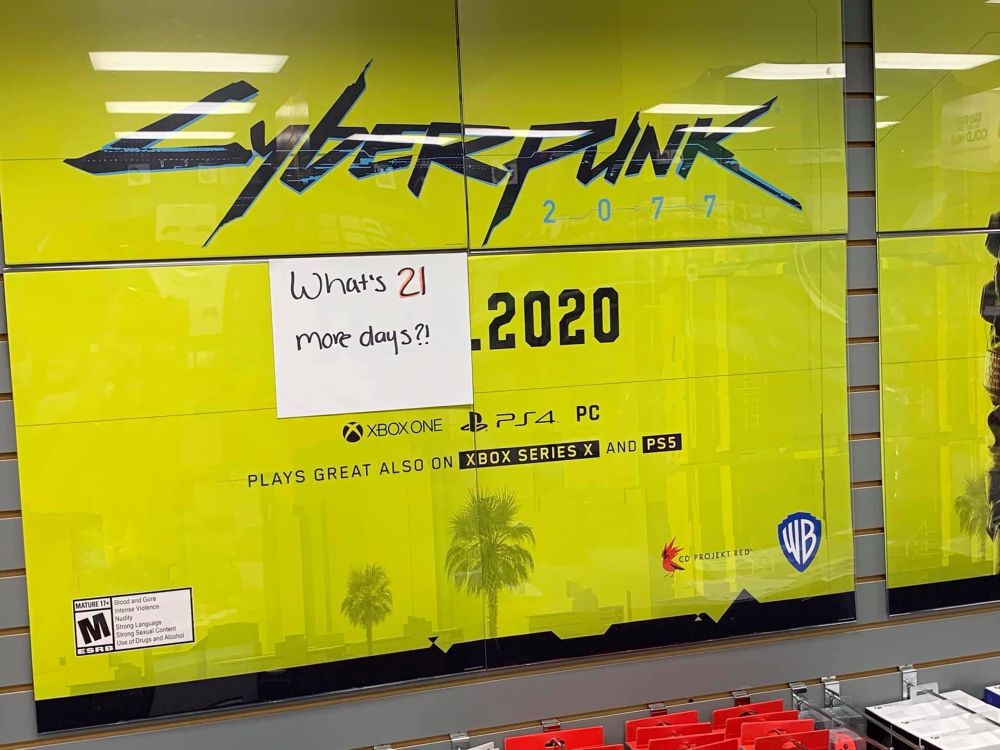 CYBERPUNK
2077
What's 21
more days?!
.2020
XBOX ONE PS4 PC
PLAYS GREAT ALSO ON XBOX SERIES X AND PS5
CD PROJEKT RED
WB
MATURE 17+
M
ESRB
Blood and Gore
Intense Violence
Nudity
Strong Language
Strong Sexual Content
Use of Drugs and Alcohol